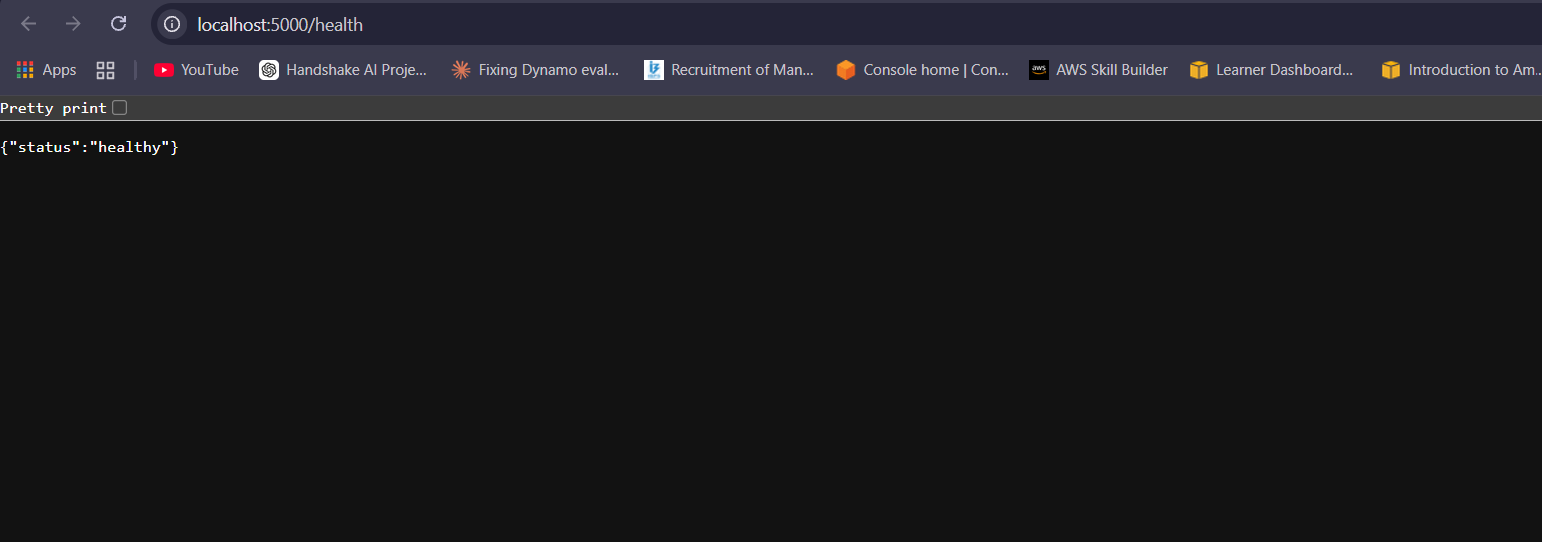 localhost:5000/health
Apps YouTube Handshake AI Proje... Fixing Dynamo eval... Recruitment of Man... Console home | Con... aws AWS Skill Builder Learner Dashboard... Introduction to Am...
Pretty print
{"status":"healthy"}